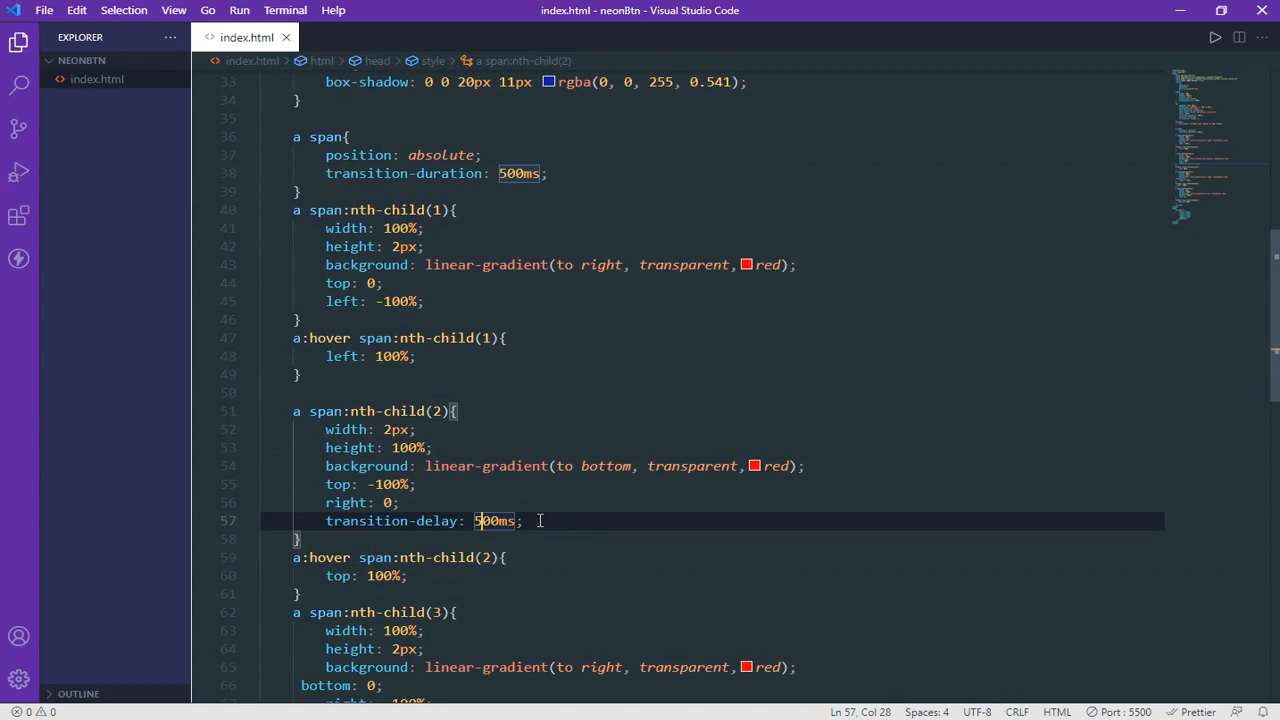 File Edit Selection View Go Run Terminal Help
index.html - neonBtn - Visual Studio Code
EXPLORER
index.html
NEONBTN
index.html > html > head > style > a span:nth-child(2)
index.html
33 box-shadow: 0 0 20px 11px rgba(0, 0, 255, 0.541);
34 }
35
36 a span{
37 position: absolute;
38 transition-duration: 500ms;
39 }
40 a span:nth-child(1){
41 width: 100%;
42 height: 2px;
43 background: linear-gradient(to right, transparent,red);
44 top: 0;
45 left: -100%;
46 }
47 a:hover span:nth-child(1){
48 left: 100%;
49 }
50
51 a span:nth-child(2){
52 width: 2px;
53 height: 100%;
54 background: linear-gradient(to bottom, transparent,red);
55 top: -100%;
56 right: 0;
57 transition-delay: 500ms;
58 }
59 a:hover span:nth-child(2){
60 top: 100%;
61 }
62 a span:nth-child(3){
63 width: 100%;
64 height: 2px;
65 background: linear-gradient(to right, transparent,red);
66 bottom: 0;
OUTLINE
0 0
Ln 57, Col 28 Spaces: 4 UTF-8 CRLF HTML Port : 5500 Prettier